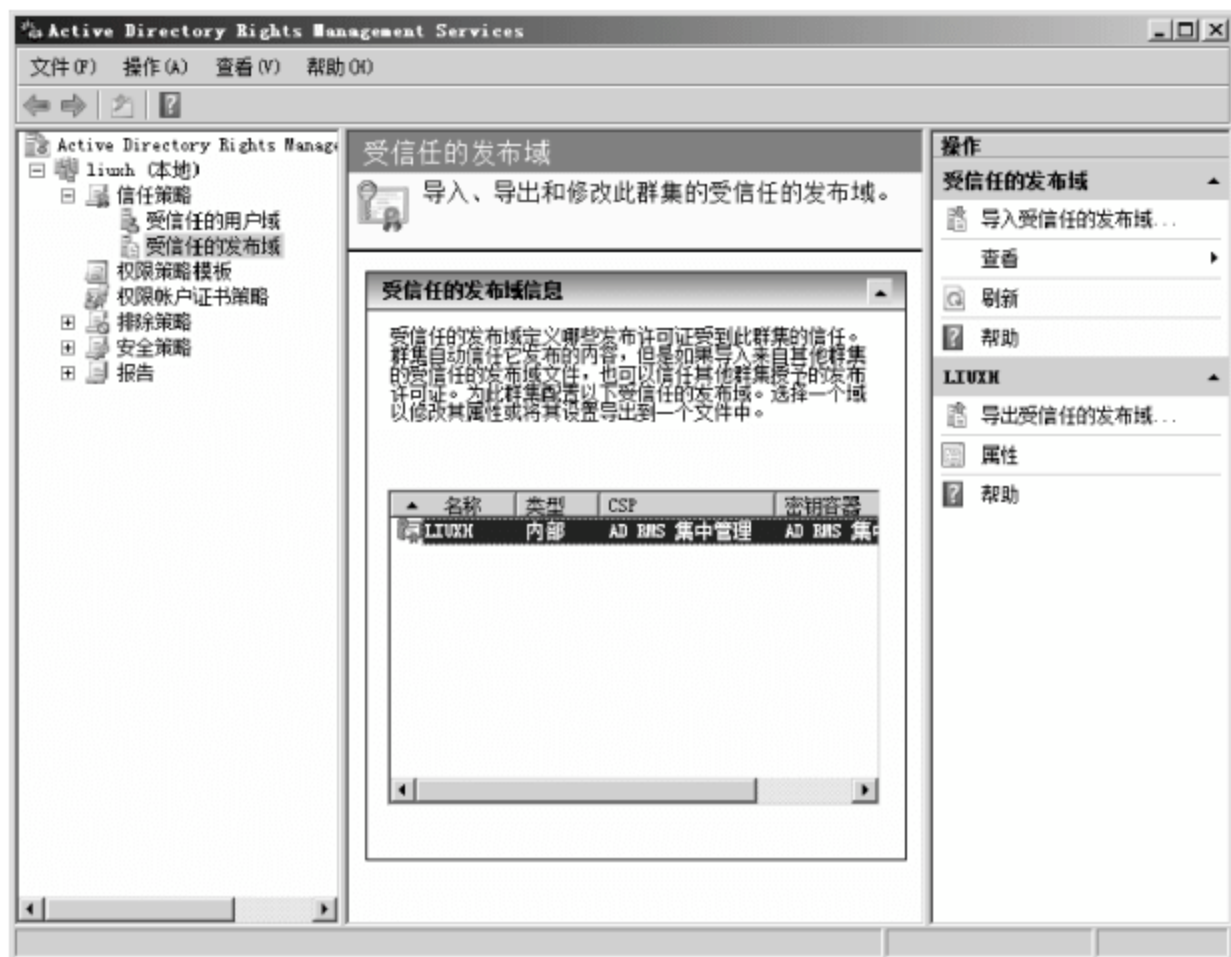 Active Directory Rights Management Services
文件(F) 操作(A) 查看(V) 帮助(H)
Active Directory Rights Manage
liuxh (本地)
信任策略
受信任的用户域
受信任的发布域
权限策略模板
权限帐户证书策略
排除策略
安全策略
报告
受信任的发布域
导入、导出和修改此群集的受信任的发布域。
受信任的发布域信息
受信任的发布域定义哪些发布许可证受到此群集的信任。
群集自动信任它发布的内容，但是如果导入来自其他群集
的受信任的发布域文件，也可以信任其他群集授予的发布
许可证。为此群集配置以下受信任的发布域。选择一个域
以修改其属性或将其设置导出到一个文件中。
名称 类型 CSP 密钥容器
LIUXH 内部 AD RMS 集中管理 AD RMS 集中
操作
受信任的发布域
导入受信任的发布域...
查看
刷新
帮助
LIUXH
导出受信任的发布域...
属性
帮助